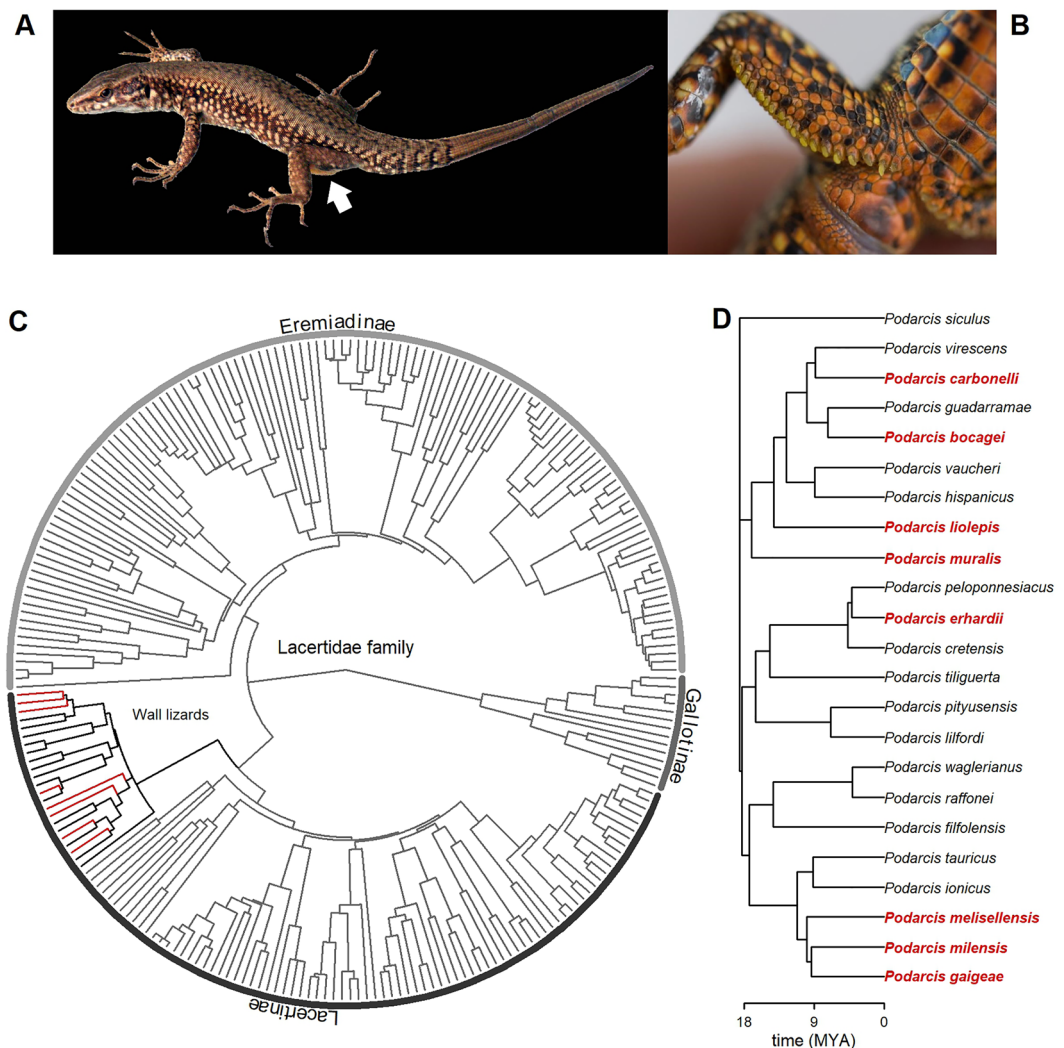 A
B
C
Eremiadinae
Lacertidae family
Wall lizards
Gallotinae
Lacertinae
D
Podarcis siculus
Podarcis virescens
Podarcis carbonelli
Podarcis guadarramae
Podarcis bocagei
Podarcis vaucheri
Podarcis hispanicus
Podarcis liolepis
Podarcis muralis
Podarcis peloponnesiacus
Podarcis erhardii
Podarcis cretensis
Podarcis tiliguerta
Podarcis pityusensis
Podarcis lilfordi
Podarcis waglerianus
Podarcis raffonei
Podarcis filfolensis
Podarcis tauricus
Podarcis ionicus
Podarcis melisellensis
Podarcis milensis
Podarcis gaigeae
18 9 0
time (MYA)